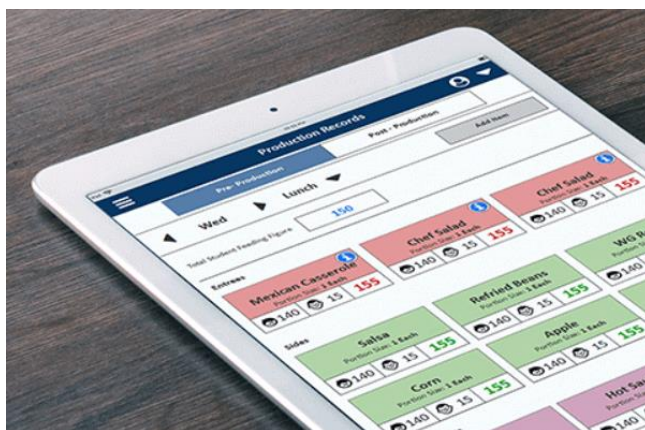 Production Records
Pre- Production
Post - Production
Add Item
Wed
Lunch
Total Student Feeding Figure
150
Entrees
Mexican Casserole
Portion Size: 1 Each
140 15 155
Chef Salad
Portion Size: 1 Each
140 15 155
Chef Salad
Portion Size: 1 Each
140 15 155
Sides
Salsa
Portion Size: 1 Each
140 15 155
Refried Beans
Portion Size: 1 Each
140 15 155
WG
140
Corn
Portion Size: 1 Each
140 15 155
Apple
Portion Size: 1 Each
140 15 155
Hot